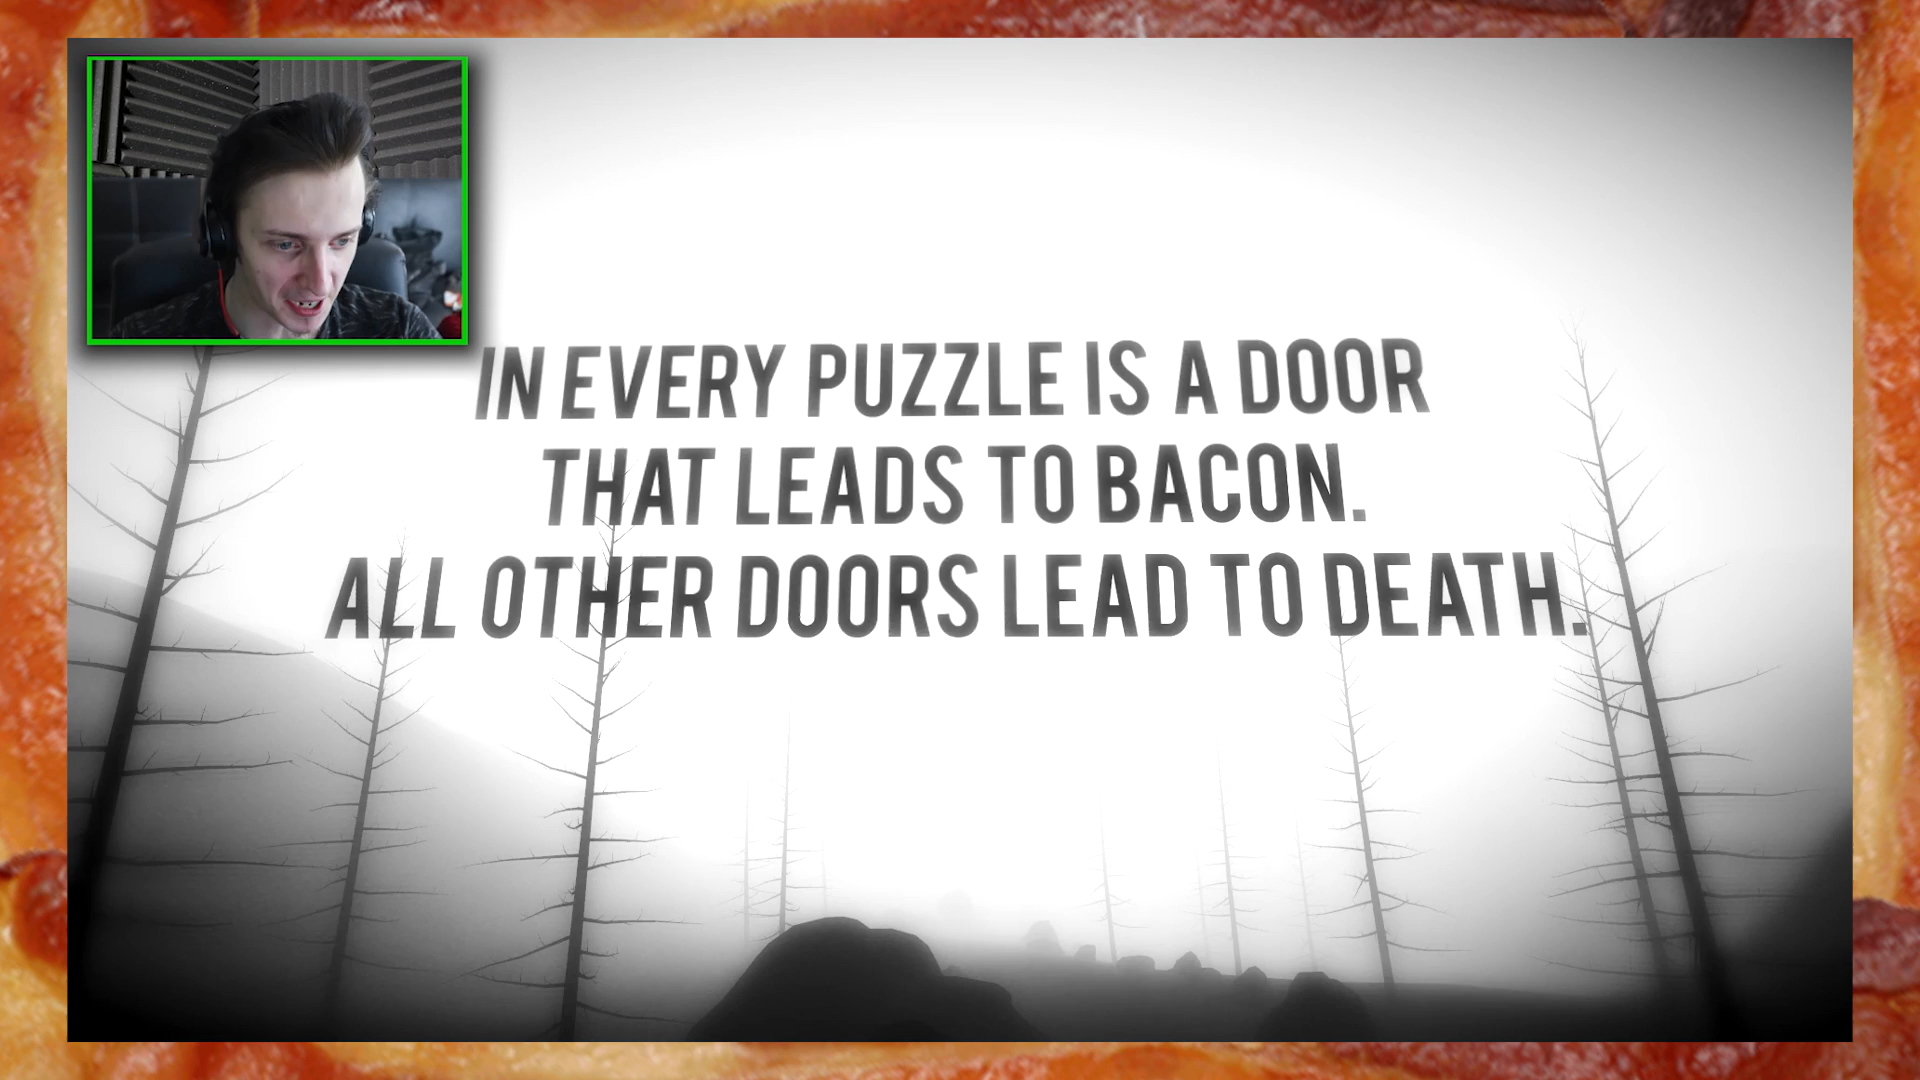 IN EVERY PUZZLE IS A DOOR
THAT LEADS TO BACON.
ALL OTHER DOORS LEAD TO DEATH.